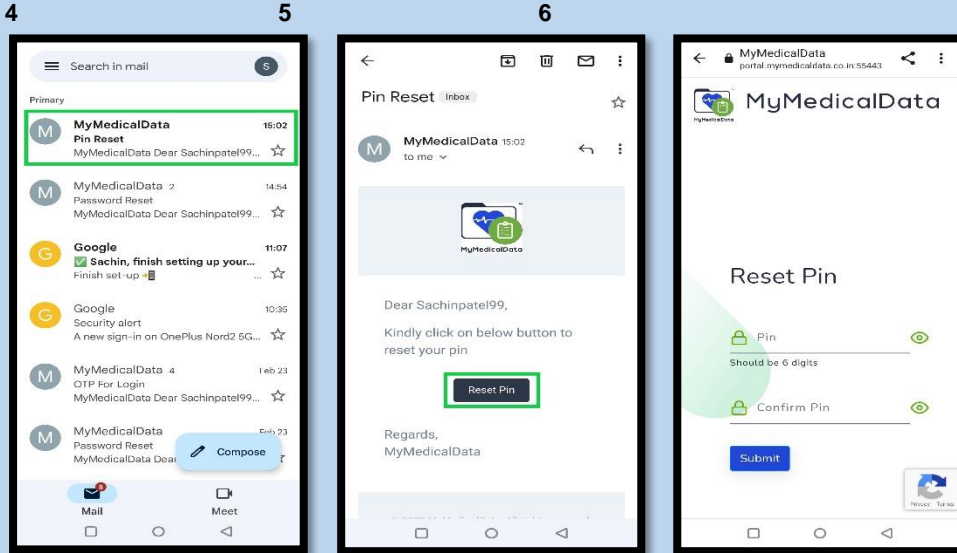 4
5
6
Search in mail
S
Primary
M
MyMedicalData
15:02
Pin Reset
MyMedicalData Dear Sachinpatel99...
M
MyMedicalData 2
14:54
Password Reset
MyMedicalData Dear Sachinpatel99...
G
Google
11:07
✅ Sachin, finish setting up your...
Finish set-up
...
G
Google
10:35
Security alert
A new sign-in on OnePlus Nord2 5G...
M
MyMedicalData 4
Feb 23
OTP For Login
MyMedicalData Dear Sachinpatel99...
M
MyMedicalData
Feb 23
Password Reset
MyMedicalData Dea
Compose
Mail
Meet
Pin Reset Inbox
M
MyMedicalData 15:02
to me
MyMedicalData
Dear Sachinpatel99,
Kindly click on below button to
reset your pin
Reset Pin
Regards,
MyMedicalData
MyMedicalData
portal.mymedicaldata.co.in:55443
MyMedicalData
MyMedicalData
Reset Pin
Pin
Should be 6 digits
Confirm Pin
Submit
Privacy Terms